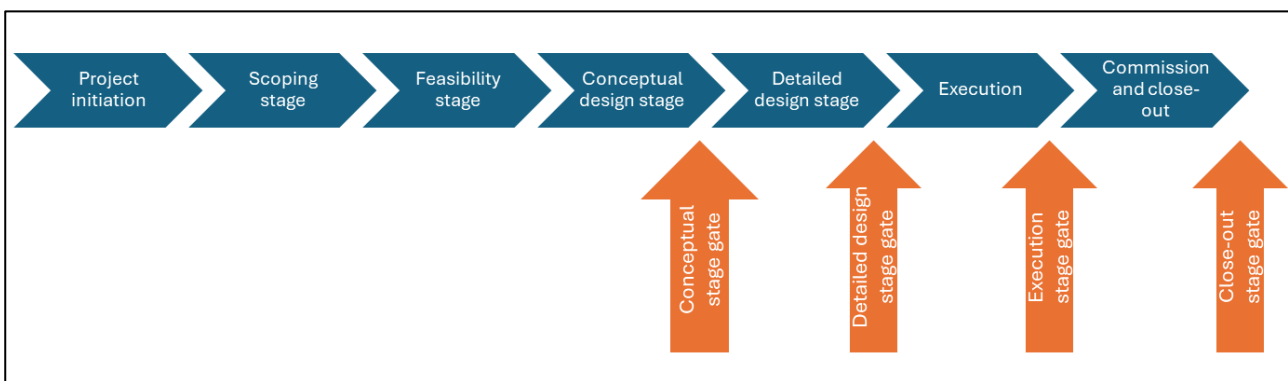 Project
initiation
Scoping
stage
Feasibility
stage
Conceptual
design stage
Detailed
design stage
Execution
Commission
and close-
out
Conceptual
stage gate
Detailed design
stage gate
Execution
stage gate
Close-out
stage gate